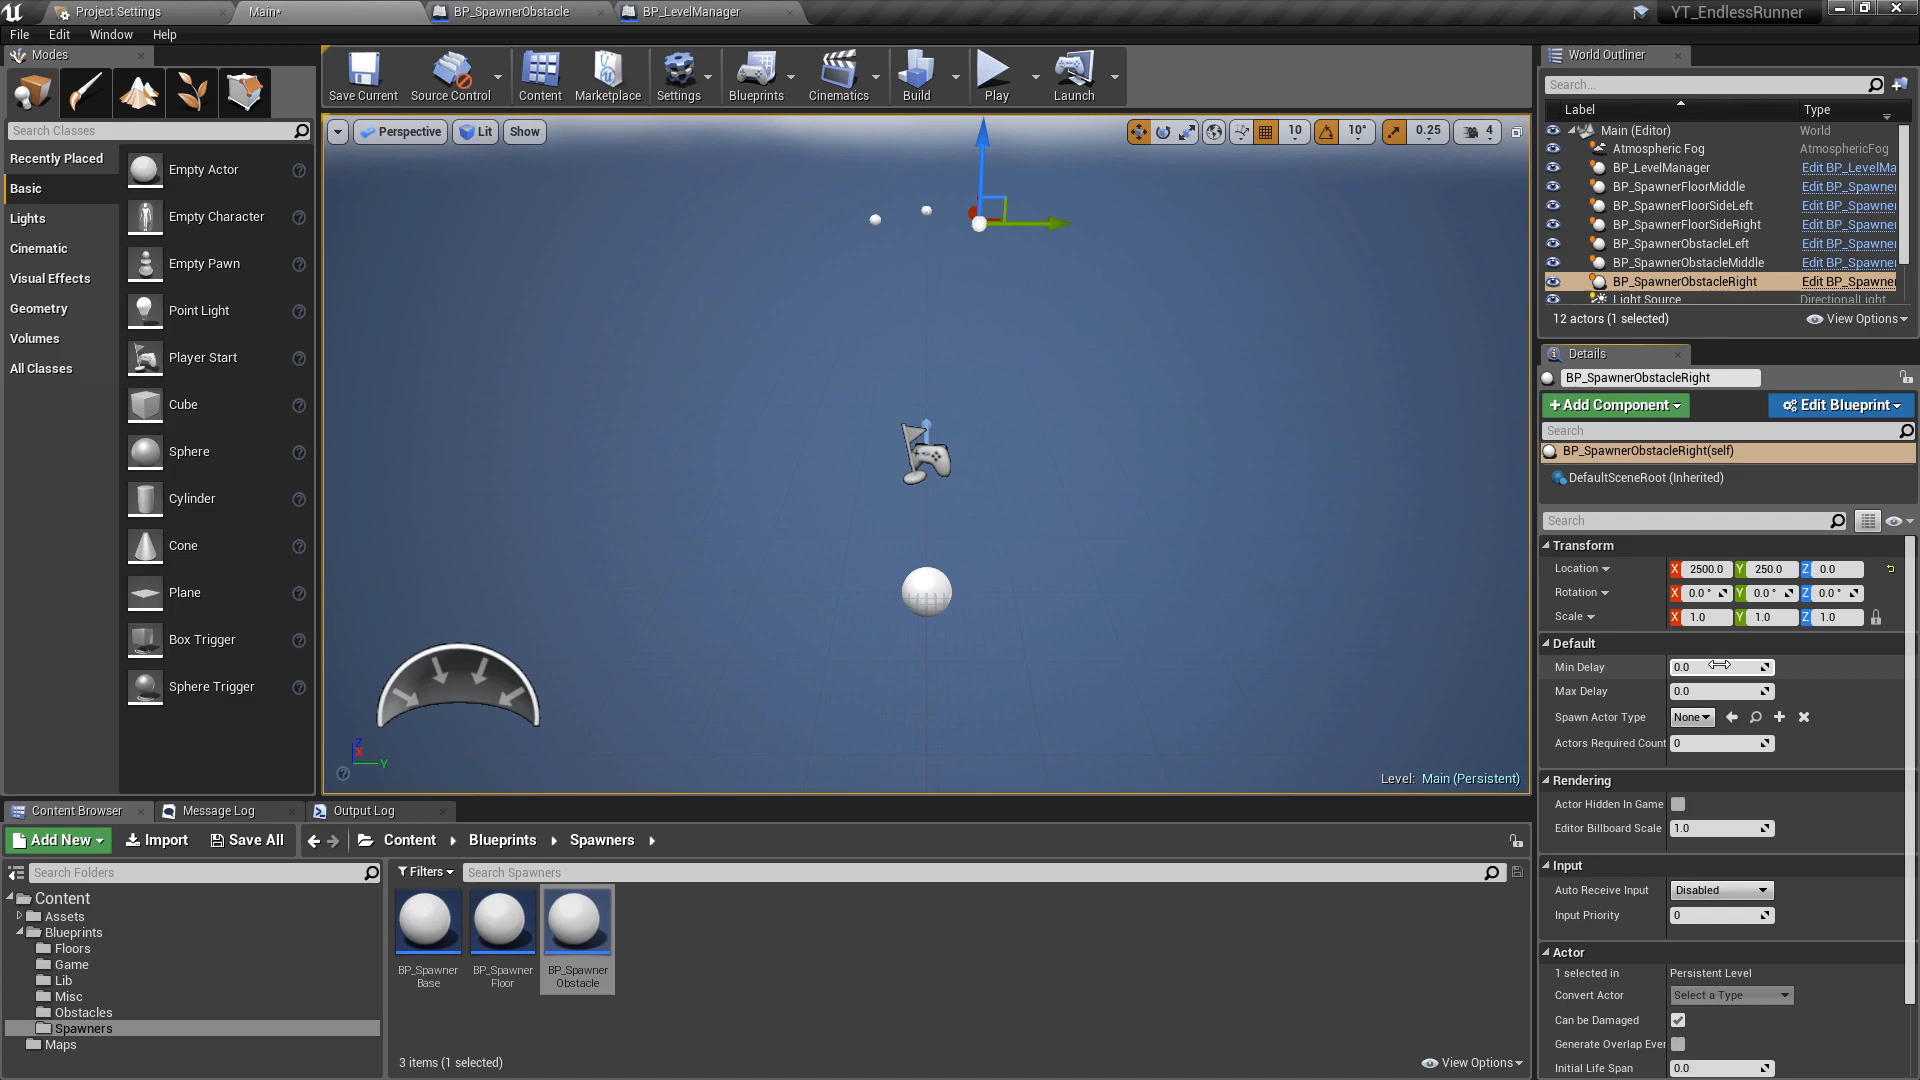 Project Settings
Main*
BP_SpawnerObstacle
BP_LevelManager
YT_EndlessRunner
File
Edit
Window
Help
Modes
Search Classes
Recently Placed
Basic
Lights
Cinematic
Visual Effects
Geometry
Volumes
All Classes
Empty Actor
Empty Character
Empty Pawn
Point Light
Player Start
Cube
Sphere
Cylinder
Cone
Plane
Box Trigger
Sphere Trigger
Save Current
Source Control
Content
Marketplace
Settings
Blueprints
Cinematics
Build
Play
Launch
Perspective
Lit
Show
10
10°
0.25
4
Z
X
Y
Level: Main (Persistent)
World Outliner
Search...
Label
Type
Main (Editor)
World
Atmospheric Fog
AtmosphericFog
BP_LevelManager
Edit BP_LevelMa
BP_SpawnerFloorMiddle
Edit BP_Spawner
BP_SpawnerFloorSideLeft
Edit BP_Spawner
BP_SpawnerFloorSideRight
Edit BP_Spawner
BP_SpawnerObstacleLeft
Edit BP_Spawner
BP_SpawnerObstacleMiddle
Edit BP_Spawner
BP_SpawnerObstacleRight
Edit BP_Spawner
Light Source
DirectionalLight
12 actors (1 selected)
View Options
Details
BP_SpawnerObstacleRight
+Add Component
Edit Blueprint
Search
BP_SpawnerObstacleRight(self)
DefaultSceneRoot (Inherited)
Search
Transform
Location
X 2500.0 Y 250.0 Z 0.0
Rotation
X 0.0 ° Y 0.0 ° Z 0.0 °
Scale
X 1.0 Y 1.0 Z 1.0
Default
Min Delay
0.0
Max Delay
0.0
Spawn Actor Type
None
Actors Required Count
0
Rendering
Actor Hidden In Game
Editor Billboard Scale
1.0
Input
Auto Receive Input
Disabled
Input Priority
0
Actor
1 selected in
Persistent Level
Convert Actor
Select a Type
Can be Damaged
Generate Overlap Ever
Initial Life Span
0.0
Content Browser
Message Log
Output Log
Add New
Import
Save All
Content
Blueprints
Spawners
Search Folders
Filters
Search Spawners
Content
Assets
Blueprints
Floors
Game
Lib
Misc
Obstacles
Spawners
Maps
BP_Spawner
Base
BP_Spawner
Floor
BP_Spawner
Obstacle
3 items (1 selected)
View Options